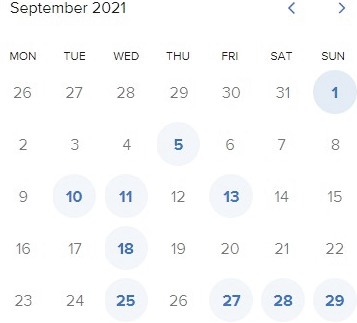 September 2021
MON TUE WED THU FRI SAT SUN
26 27 28 29 30 31 1
2 3 4 5 6 7 8
9 10 11 12 13 14 15
16 17 18 19 20 21 22
23 24 25 26 27 28 29